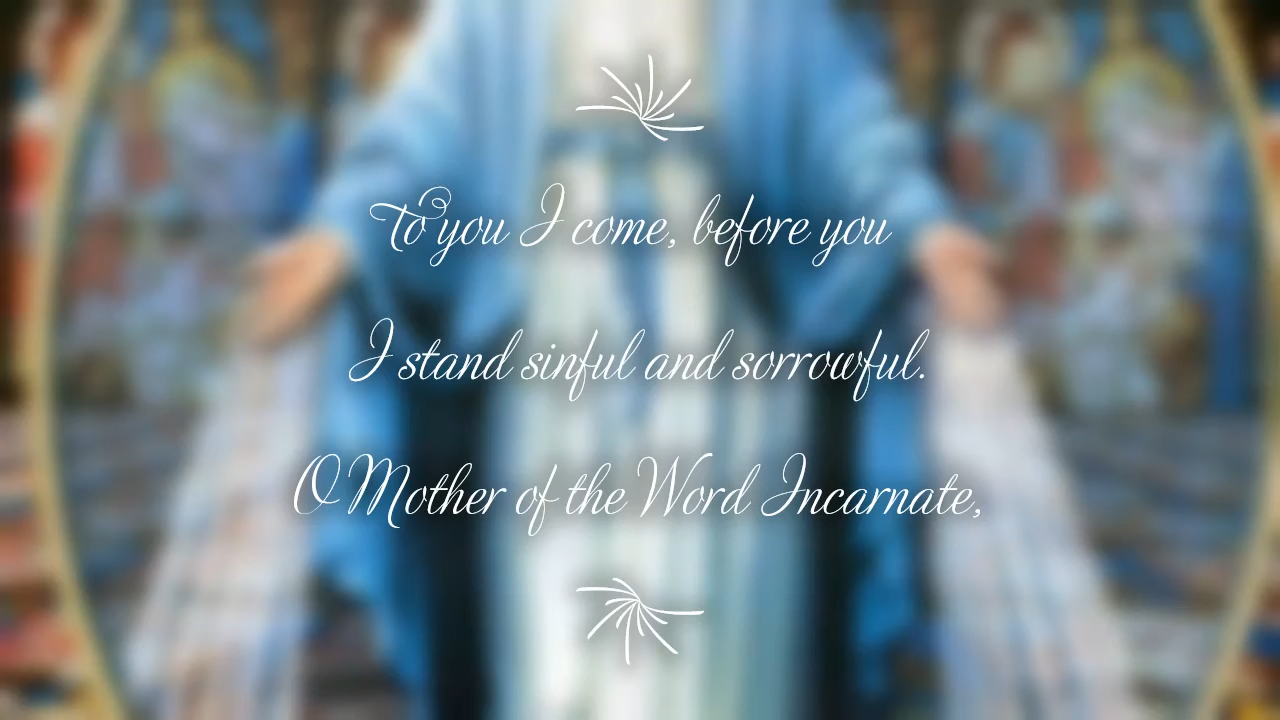 To you I come, before you
I stand sinful and sorrowful.
O Mother of the Word Incarnate,